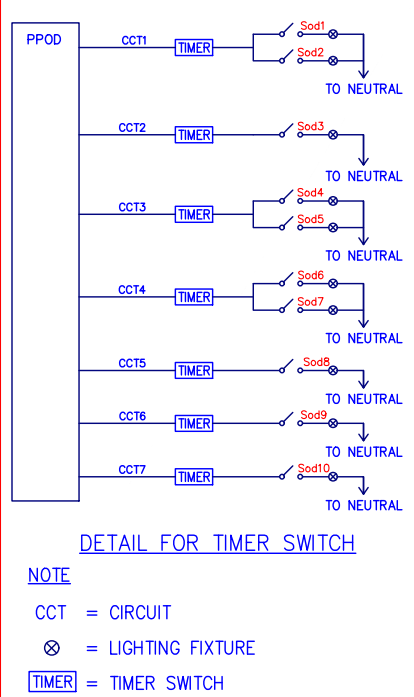 PPOD
CCT1 TIMER Sod1
Sod2
TO NEUTRAL
CCT2 TIMER Sod3
TO NEUTRAL
CCT3 TIMER Sod4
Sod5
TO NEUTRAL
CCT4 TIMER Sod6
Sod7
TO NEUTRAL
CCT5 TIMER Sod8
TO NEUTRAL
CCT6 TIMER Sod9
TO NEUTRAL
CCT7 TIMER Sod10
TO NEUTRAL
DETAIL FOR TIMER SWITCH
NOTE
CCT = CIRCUIT
= LIGHTING FIXTURE
TIMER = TIMER SWITCH